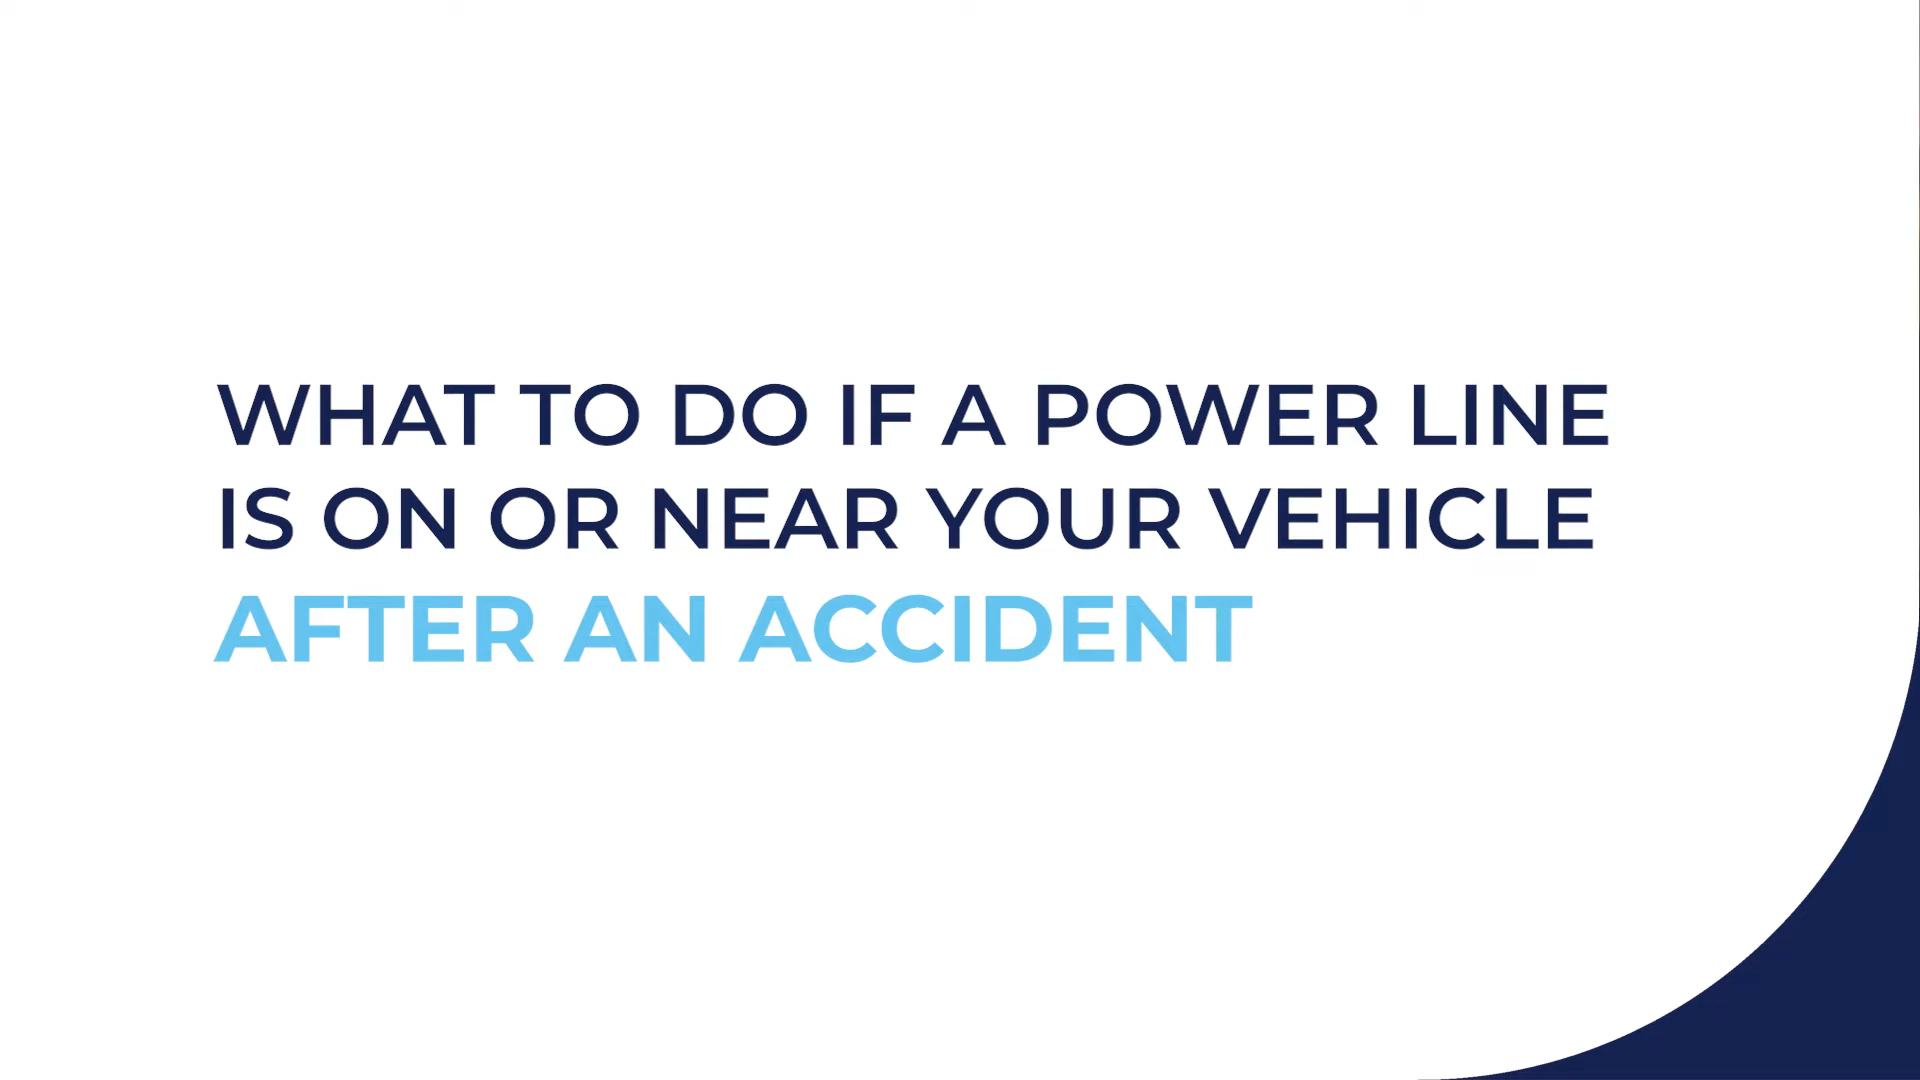 WHAT TO DO IF A POWER LINE
IS ON OR NEAR YOUR VEHICLE
AFTER AN ACCIDENT